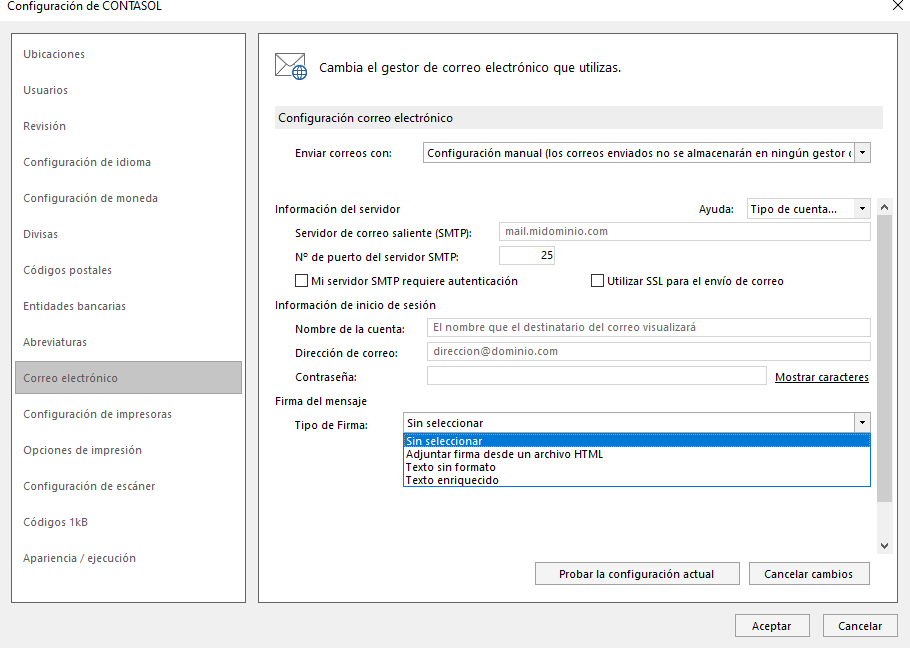 Configuración de CONTASOL
Ubicaciones
Usuarios
Revisión
Configuración de idioma
Configuración de moneda
Divisas
Códigos postales
Entidades bancarias
Abreviaturas
Correo electrónico
Configuración de impresoras
Opciones de impresión
Configuración de escáner
Códigos 1kB
Apariencia / ejecución
Cambia el gestor de correo electrónico que utilizas.
Configuración correo electrónico
Enviar correos con: Configuración manual (los correos enviados no se almacenarán en ningún gestor
Información del servidor Ayuda: Tipo de cuenta...
Servidor de correo saliente (SMTP): mail.midominio.com
Nº de puerto del servidor SMTP: 25
Mi servidor SMTP requiere autenticación Utilizar SSL para el envío de correo
Información de inicio de sesión
Nombre de la cuenta: El nombre que el destinatario del correo visualizará
Dirección de correo: direccion@dominio.com
Contraseña: Mostrar caracteres
Firma del mensaje
Tipo de Firma: Sin seleccionar
Sin seleccionar
Adjuntar firma desde un archivo HTML
Texto sin formato
Texto enriquecido
Probar la configuración actual Cancelar cambios
Aceptar Cancelar